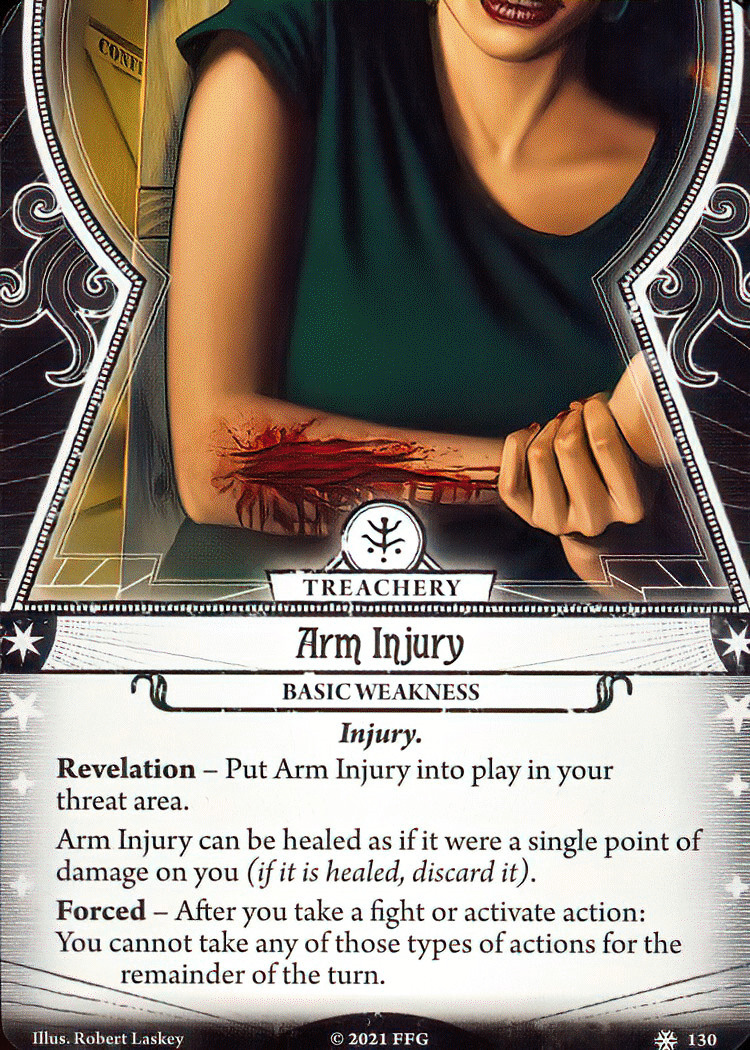 CONFI
TREACHERY
Arm Injury
BASIC WEAKNESS
Injury.
Revelation – Put Arm Injury into play in your
threat area.
Arm Injury can be healed as if it were a single point of
damage on you (if it is healed, discard it).
Forced – After you take a fight or activate action:
You cannot take any of those types of actions for the
remainder of the turn.
Illus. Robert Laskey
© 2021 FFG
130